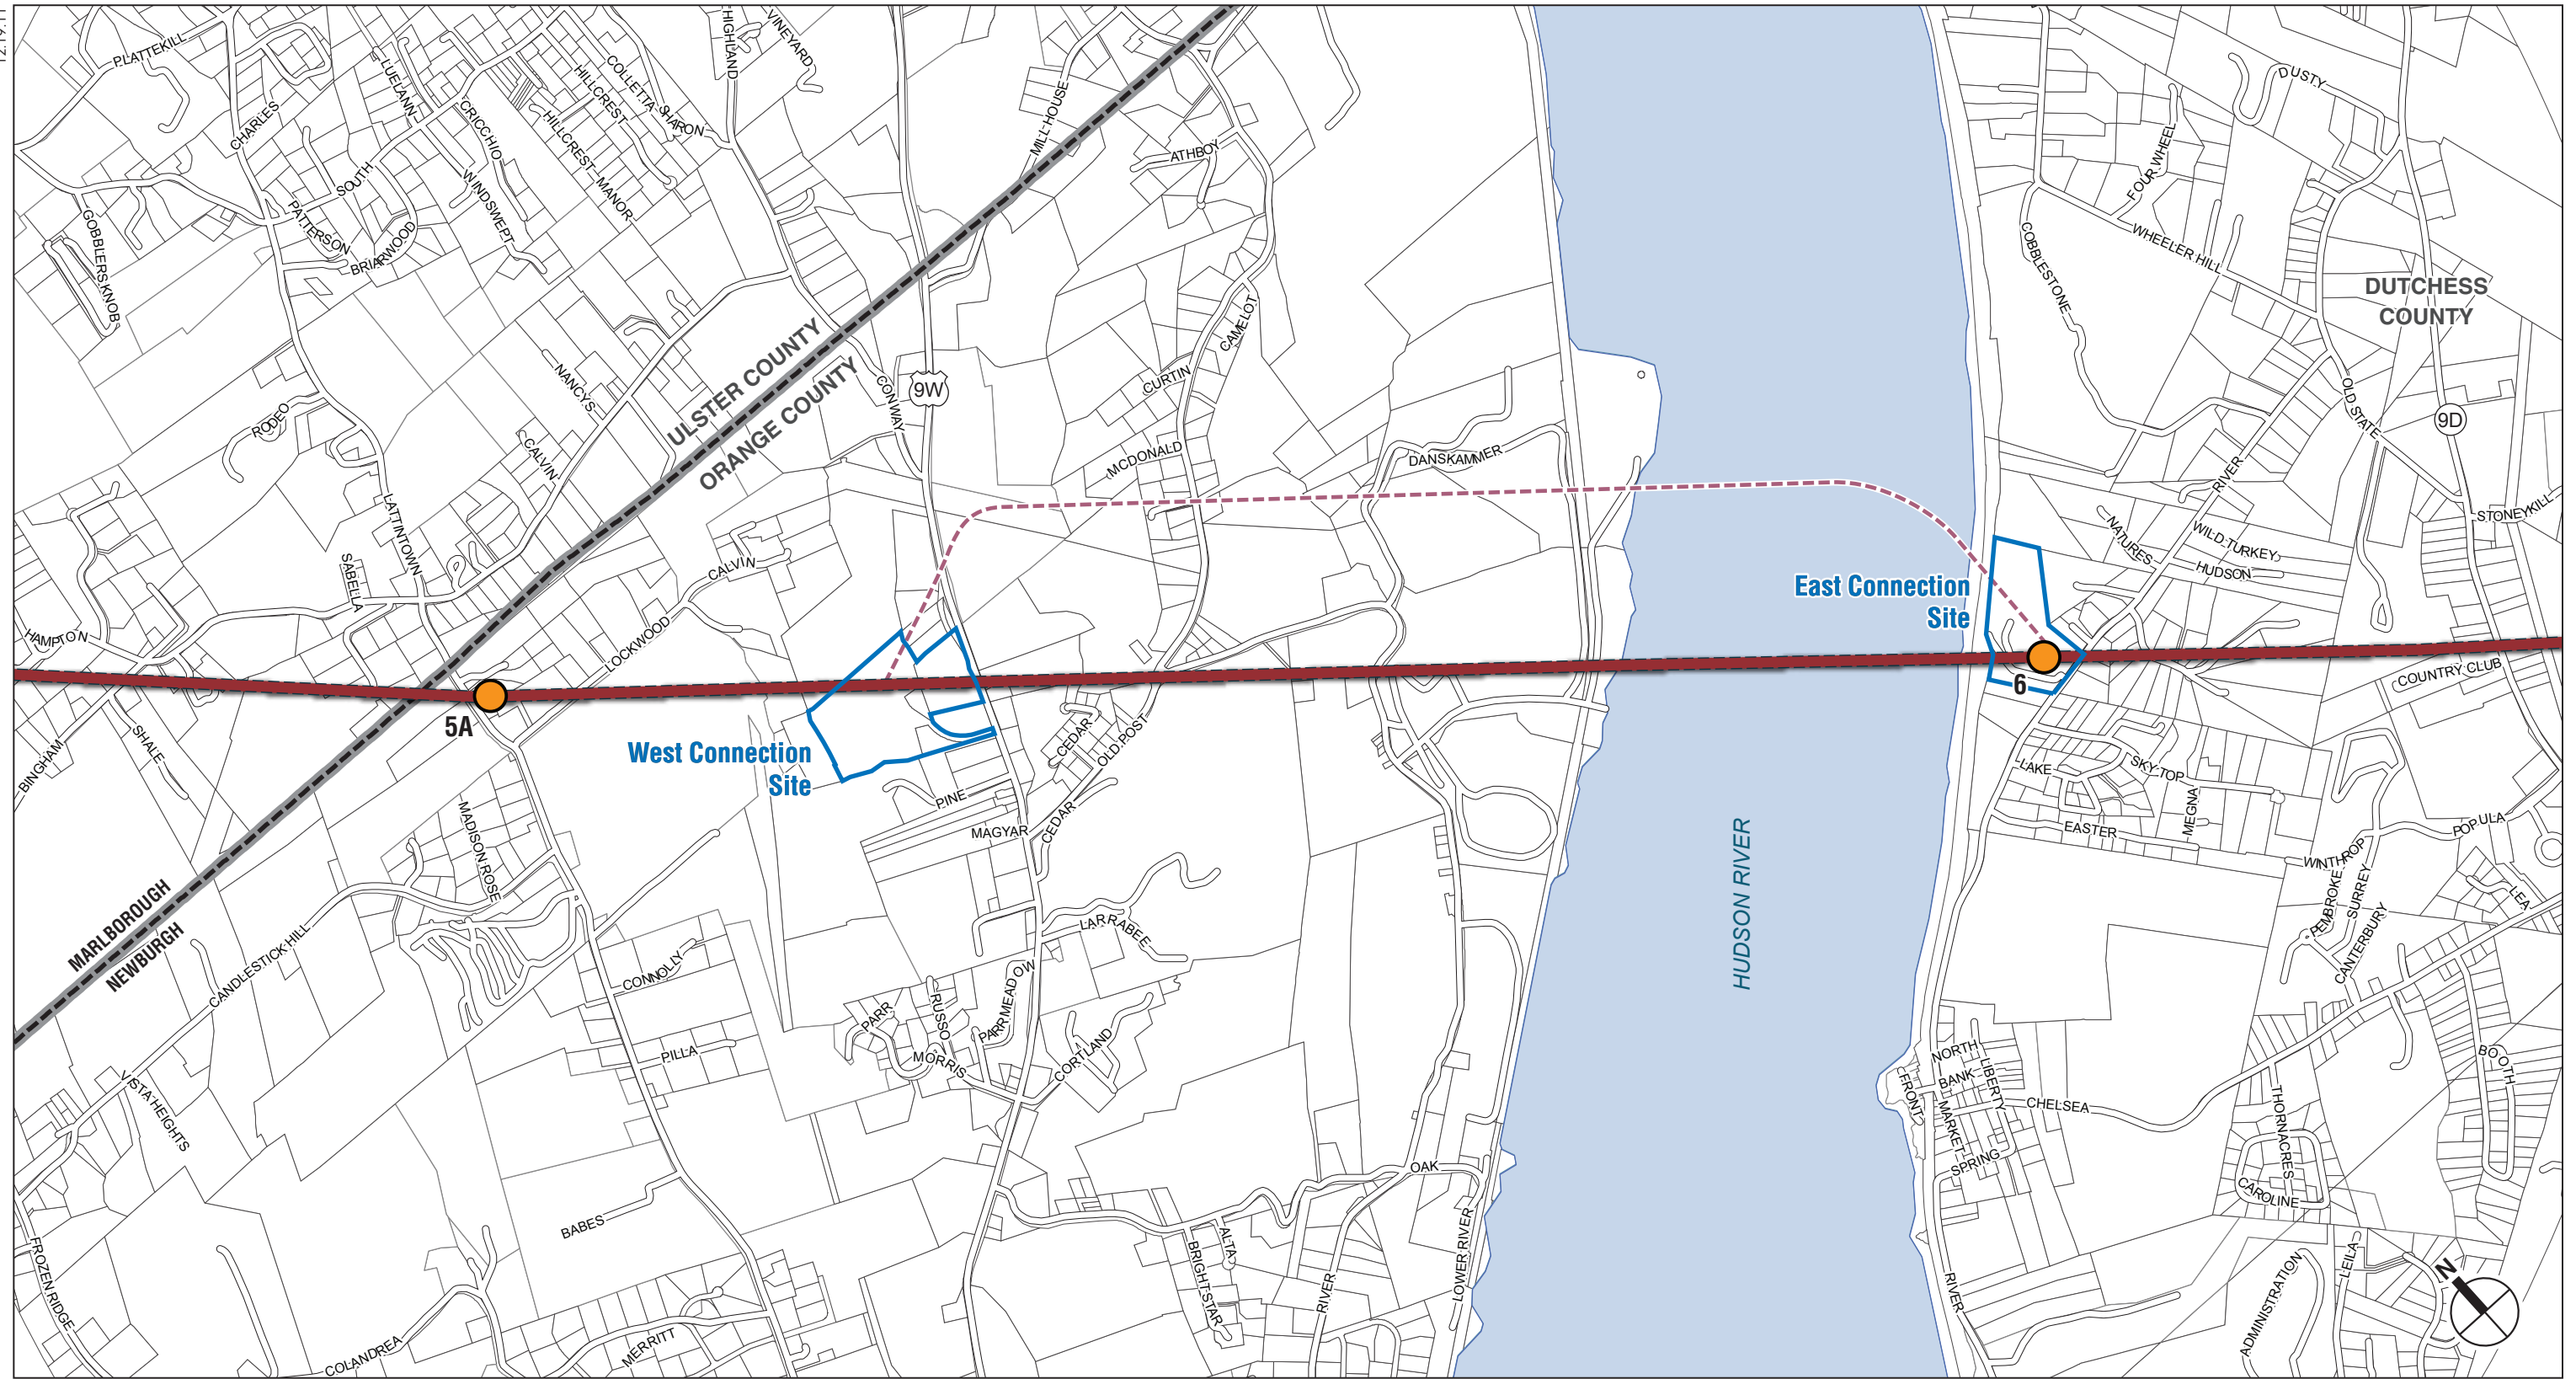 PLATTEKILL
CHARLES
LUELANN
CRICCHIO
HILLCREST
COLLETTA
SHARON
HIGHLAND
VINEYARD
HILLCREST MANOR
WINDSWEPT
SOUTH
PATTERSON
BRIARWOOD
GOBBLERS KNOB
MILL HOUSE
ATHBOY
DUSTY
FOUR WHEEL
WHEELER HILL
COBBLESTONE
DUTCHESS
COUNTY
ULSTER COUNTY
ORANGE COUNTY
CONWAY
9W
CURTIN
CAMELOT
MCDONALD
DANSKAMMER
OLD STATE
9D
RODEO
NANCYS
CALVIN
LATTINTOWN
SABELLA
CALVIN
LOCKWOOD
RIVER
NATURES
WILD TURKEY
HUDSON
STONEYKILL
East Connection
Site
HAMPTON
BINGHAM
SHALE
5A
6
COUNTRY CLUB
West Connection
Site
CEDAR
OLD POST
PINE
MAGYAR
CEDAR
LAKE
SKY TOP
MEGNA
EASTER
POPULA
WINTHROP
PEMBROKE
SURREY
CANTERBURY
LEA
MADISON ROSE
MARLBOROUGH
NEWBURGH
CANDLESTICK HILL
CONNOLLY
LARRABEE
HUDSON RIVER
PARR
RUSSO
PARR MEADOW
MORRIS
CORTLAND
PILLA
VISTA HEIGHTS
NORTH
BANK
LIBERTY
FRONT
MARKET
SPRING
CHELSEA
THORNACRES
CAROLINE
BOOTH
BABES
OAK
ALTA
BRIGHT STAR
RIVER
LOWER RIVER
RIVER
FROZEN RIDGE
COLANDREA
MERRITT
ADMINISTRATION
LEILA
N